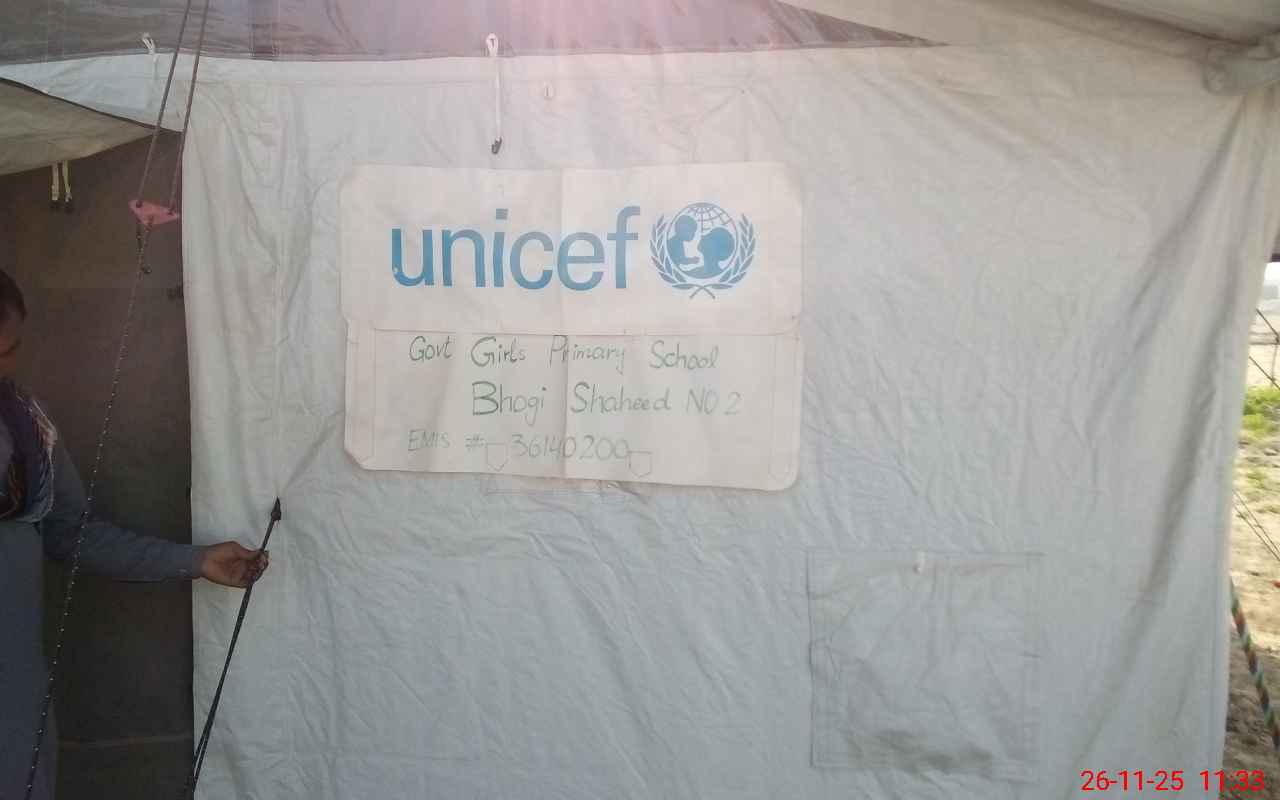 unicef
Govt Girls Primary School
Bhogi Shaheed NO 2
EMIS # 36140200
26-11-25 11:33